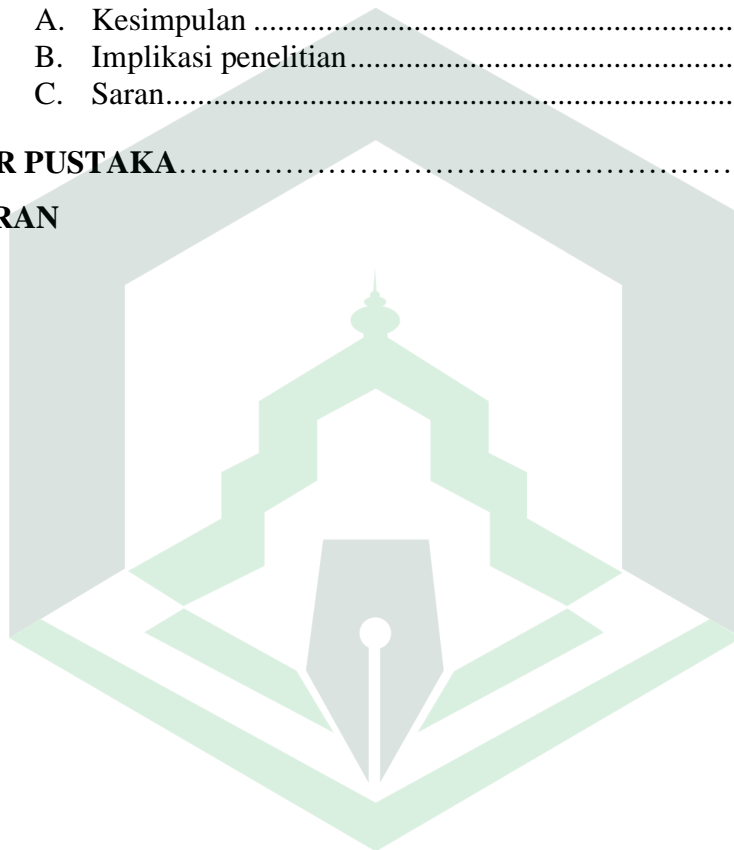 A. Kesimpulan ........................................................................
B. Implikasi penelitian ........................................................................
C. Saran ........................................................................
R PUSTAKA ........................................................................
RAN